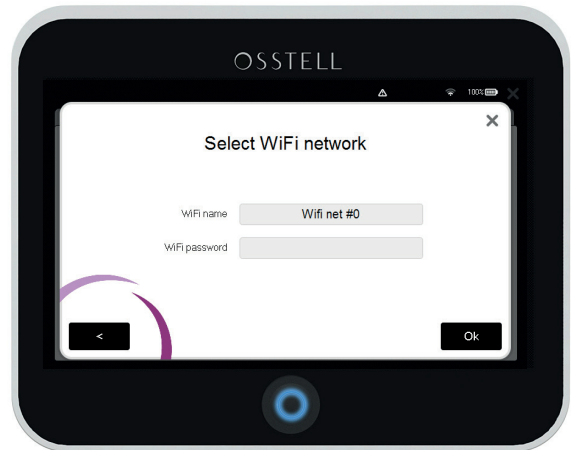 OSSTELL
100%
Select WiFi network
WiFi name
Wifi net #0
WiFi password
<
Ok